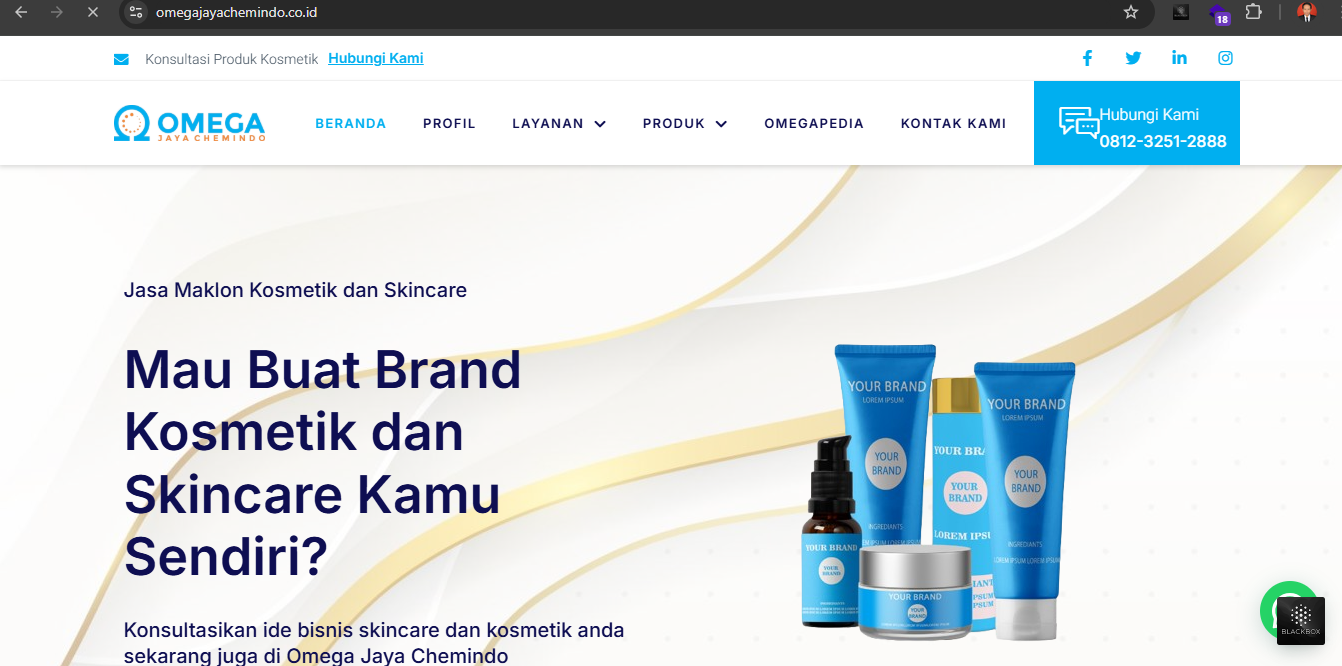 omegajayachemindo.co.id
18
Konsultasi Produk Kosmetik Hubungi Kami
OMEGA
JAYA CHEMINDO
BERANDA PROFIL LAYANAN PRODUK OMEGAPEDIA KONTAK KAMI
Hubungi Kami
0812-3251-2888
Jasa Maklon Kosmetik dan Skincare
Mau Buat Brand
Kosmetik dan
Skincare Kamu
Sendiri?
Konsultasikan ide bisnis skincare dan kosmetik anda
sekarang juga di Omega Jaya Chemindo
YOUR BRAND
LOREM IPSUM
YOUR
BRAND
INGREDIANTS
YOUR BRA
YOUR
BRAND
LOREM IPSU
YOUR BRAND
LOREM IPSUM
YOUR
BRAND
INGREDIANTS
YOUR BRAND
YOUR
BRAND
YOUR BRAND
YOUR
BRAND
BLACKBOX